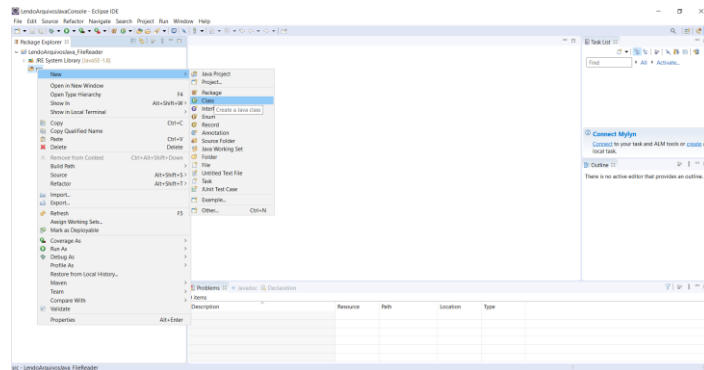 LendoArquivosJavaConsole - Eclipse IDE
File Edit Source Refactor Navigate Search Project Run Window Help
Package Explorer
LendoArquivosJava_FileReader
JRE System Library [JavaSE-1.8]
src
New
Open in New Window
Open Type Hierarchy F4
Show In Alt+Shift+W
Show in Local Terminal
Copy Ctrl+C
Copy Qualified Name
Paste Ctrl+V
Delete Delete
Remove from Context Ctrl+Alt+Shift+Down
Build Path
Source Alt+Shift+S
Refactor Alt+Shift+T
Import...
Export...
Refresh F5
Assign Working Sets...
Mark as Deployable
Coverage As
Run As
Debug As
Profile As
Restore from Local History...
Maven
Team
Compare With
Validate
Properties Alt+Enter
Java Project
Project...
Package
Class
Interf
Create a Java class
Enum
Record
Annotation
Source Folder
Java Working Set
Folder
File
Untitled Text File
Task
JUnit Test Case
Example...
Other... Ctrl+N
Task List
Find All Activate...
Connect Mylyn
Connect to your task and ALM tools or create
local task.
Outline
There is no active editor that provides an outline.
Problems Javadoc Declaration
items
Description Resource Path Location Type
src - LendoArquivosJava_FileReader